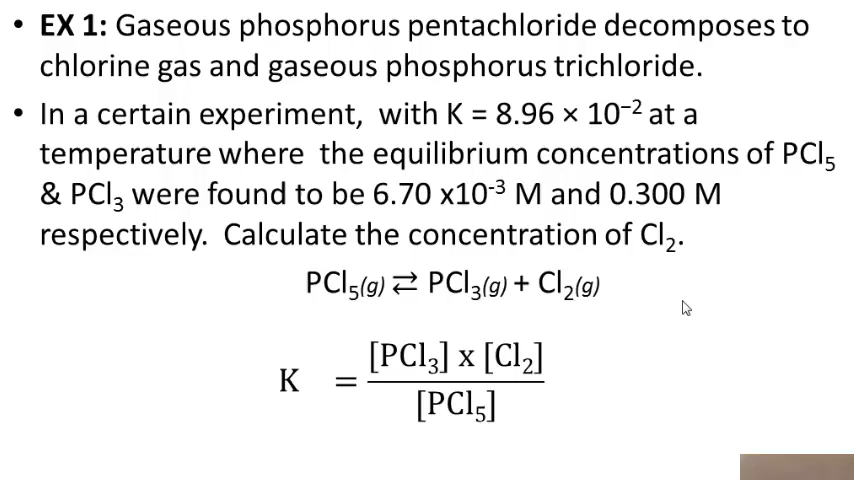 • EX 1: Gaseous phosphorus pentachloride decomposes to
chlorine gas and gaseous phosphorus trichloride.
• In a certain experiment, with K = 8.96 × 10⁻² at a
temperature where the equilibrium concentrations of PCl₅
& PCl₃ were found to be 6.70 x10⁻³ M and 0.300 M
respectively. Calculate the concentration of Cl₂.
PCl₅(g) ⇄ PCl₃(g) + Cl₂(g)
[PCl₃] x [Cl₂]
K =
[PCl₅]